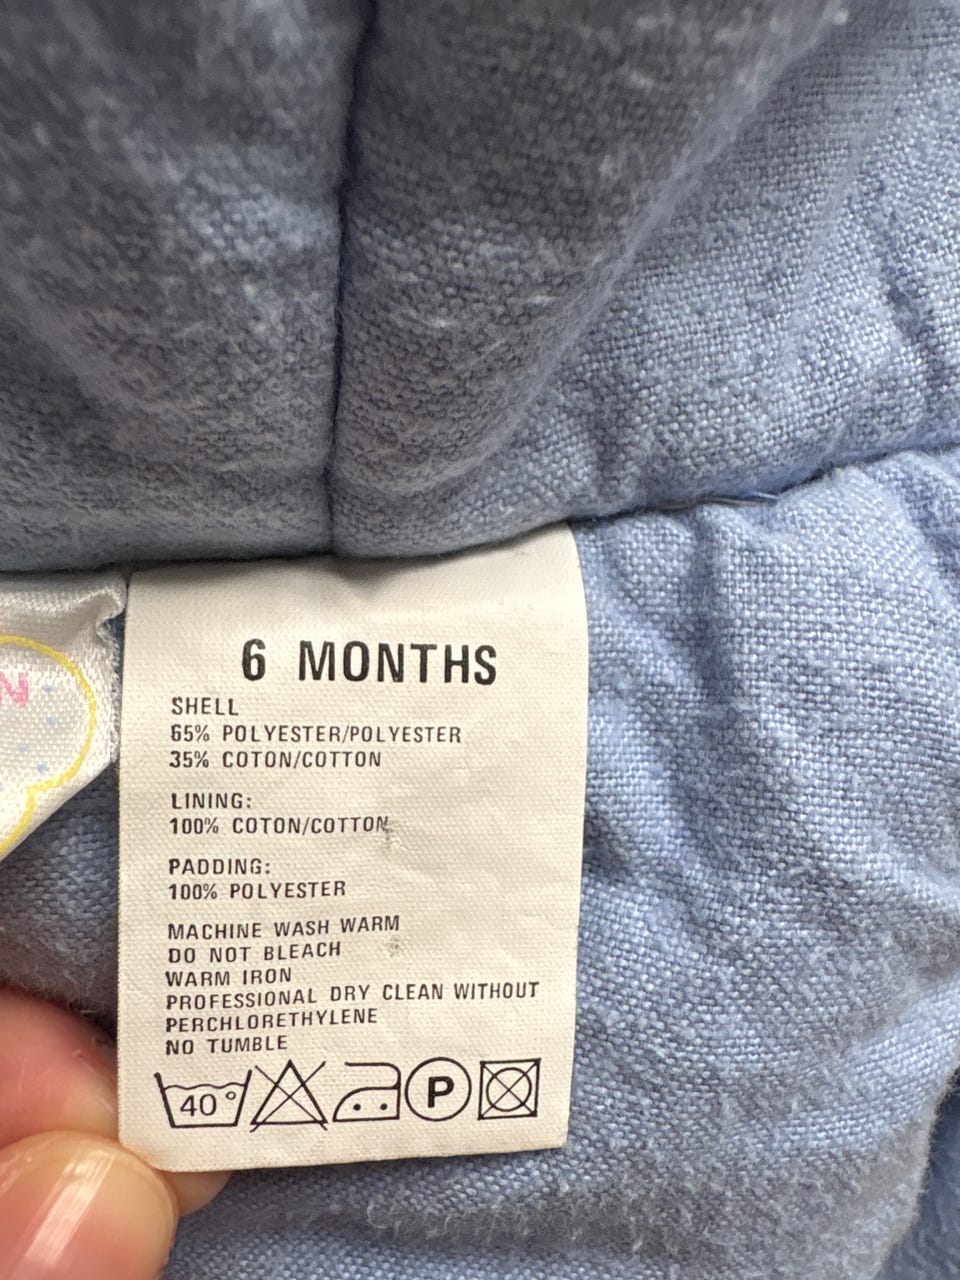 6 MONTHS
SHELL
65% POLYESTER/POLYESTER
35% COTON/COTTON
LINING:
100% COTON/COTTON
PADDING:
100% POLYESTER
MACHINE WASH WARM
DO NOT BLEACH
WARM IRON
PROFESSIONAL DRY CLEAN WITHOUT
PERCHLORETHYLENE
NO TUMBLE
40° P